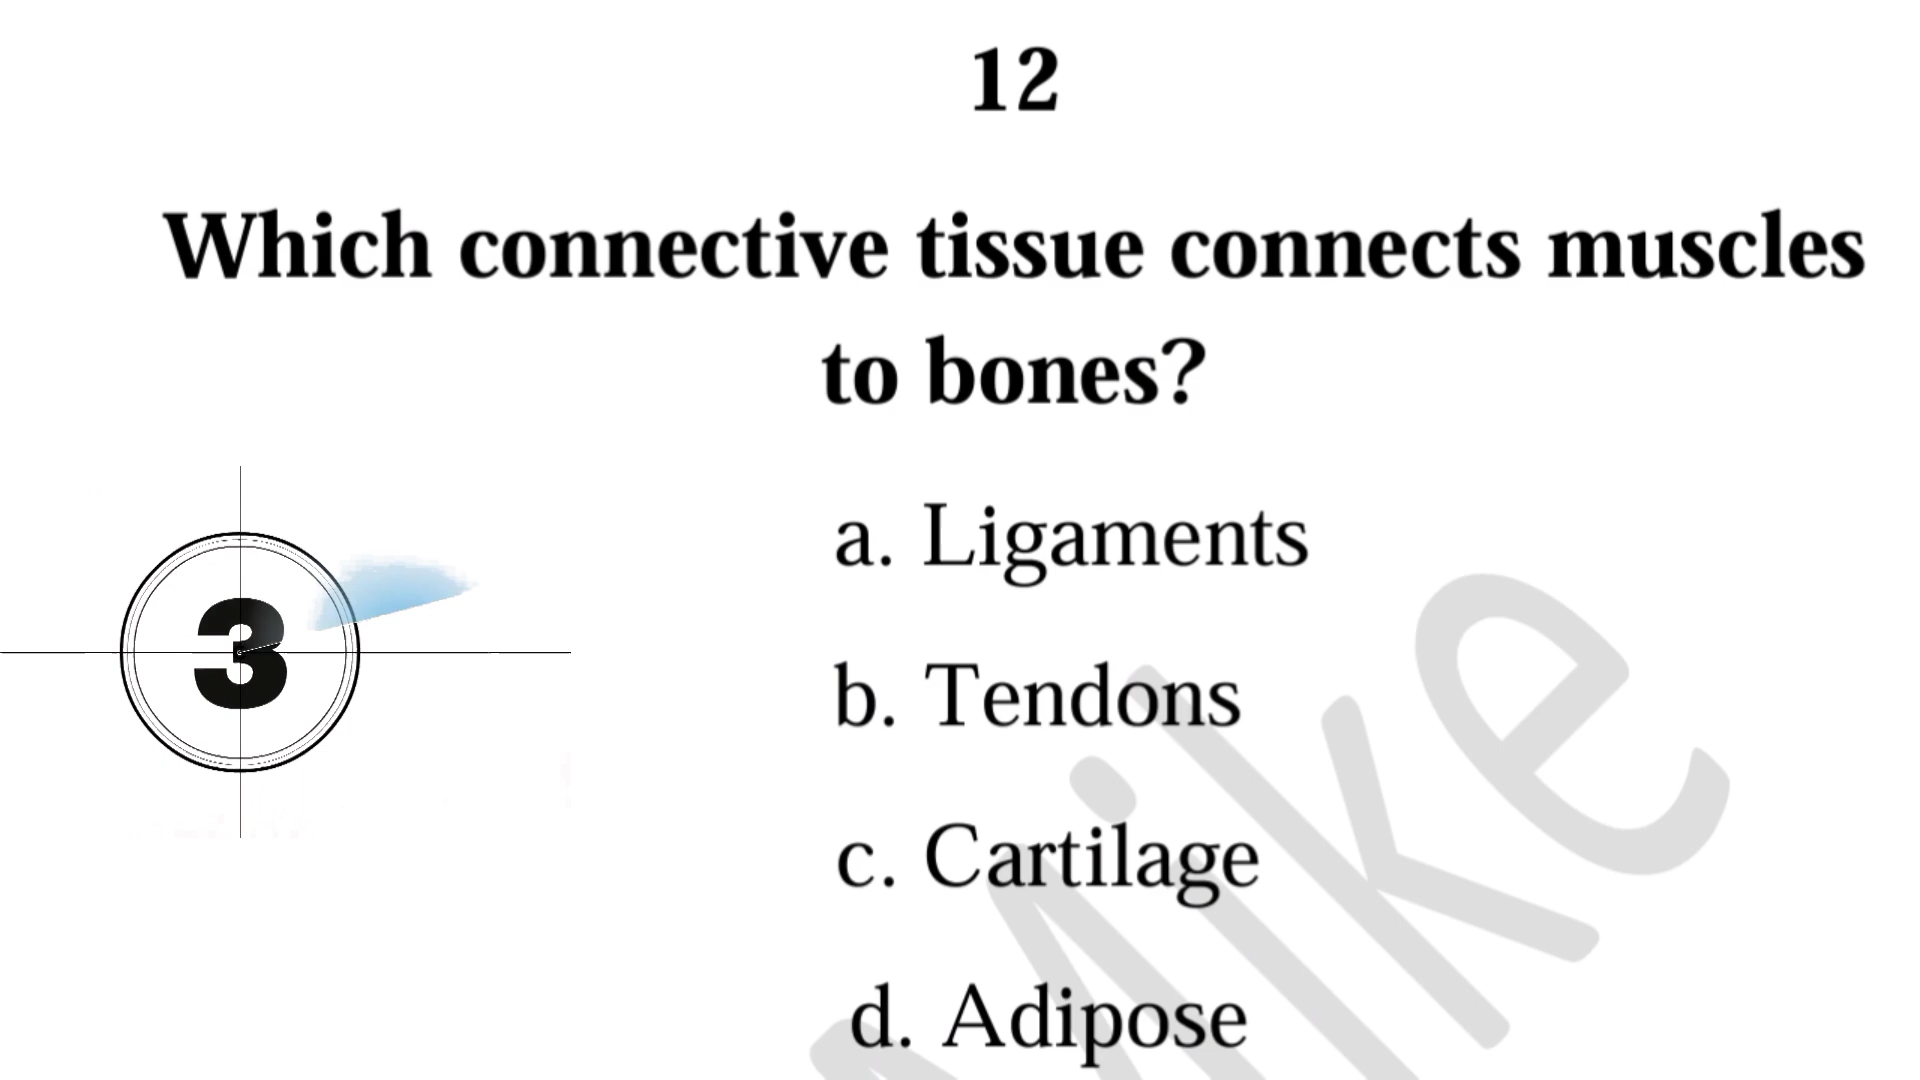 12
Which connective tissue connects muscles
to bones?
a. Ligaments
3
b. Tendons
c. Cartilage
d. Adipose
Mike